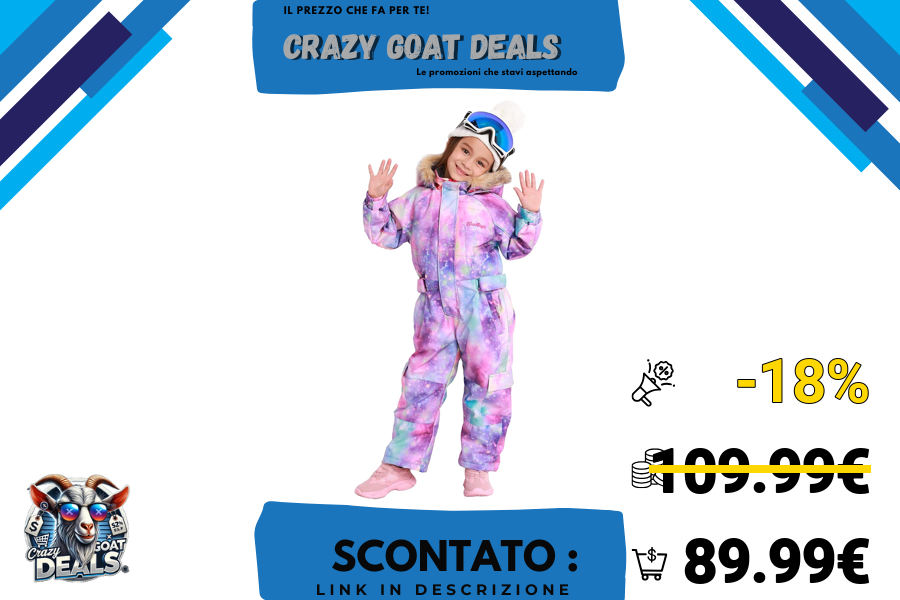 IL PREZZO CHE FA PER TE!
CRAZY GOAT DEALS
Le promozioni che stavi aspettando
-18%
109.99€
SCONTATO :
89.99€
LINK IN DESCRIZIONE
Crazy
GOAT
DEALS